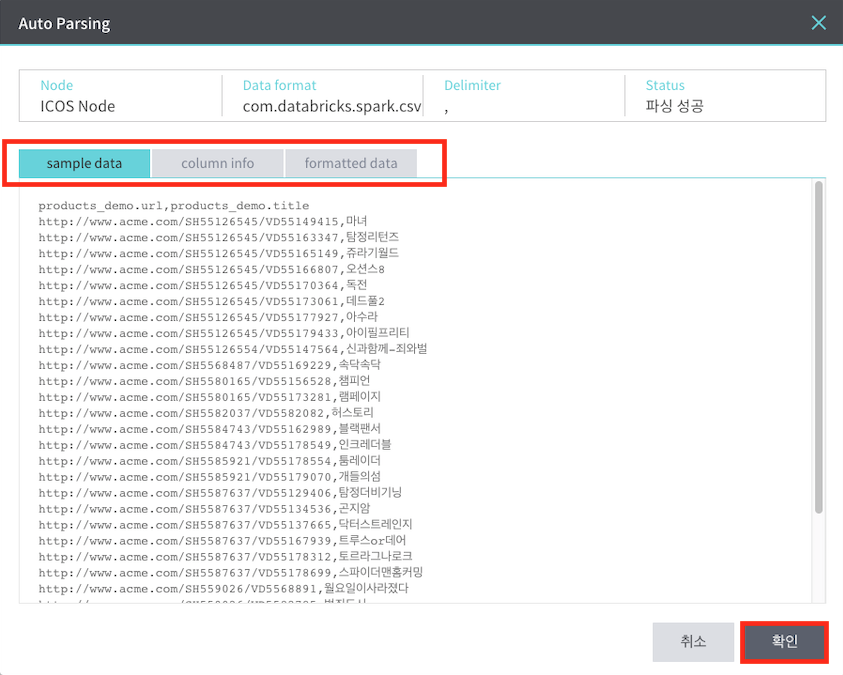 Auto Parsing
Node
Data format
Delimiter
Status
ICOS Node
com.databricks.spark.csv
,
파싱 성공
sample data
column info
formatted data
products_demo.url,products_demo.title
http://www.acme.com/SH55126545/VD55149415,마녀
http://www.acme.com/SH55126545/VD55163347,탐정리턴즈
http://www.acme.com/SH55126545/VD55165149,쥬라기월드
http://www.acme.com/SH55126545/VD55166807,오션스8
http://www.acme.com/SH55126545/VD55170364,독전
http://www.acme.com/SH55126545/VD55173061,데드풀2
http://www.acme.com/SH55126545/VD55177927,아수라
http://www.acme.com/SH55126545/VD55179433,아이필프리티
http://www.acme.com/SH55126554/VD55147564,신과함께-죄와벌
http://www.acme.com/SH5568487/VD55169229,속닥속닥
http://www.acme.com/SH5580165/VD55156528,챔피언
http://www.acme.com/SH5580165/VD55173281,램페이지
http://www.acme.com/SH5582037/VD5582082,허스토리
http://www.acme.com/SH5584743/VD55162989,블랙팬서
http://www.acme.com/SH5584743/VD55178549,인크레더블
http://www.acme.com/SH5585921/VD55178554,툼레이더
http://www.acme.com/SH5585921/VD55179070,개들의섬
http://www.acme.com/SH5587637/VD55129406,탐정더비기닝
http://www.acme.com/SH5587637/VD55134536,곤지암
http://www.acme.com/SH5587637/VD55137665,닥터스트레인지
http://www.acme.com/SH5587637/VD55167939,트루스or데어
http://www.acme.com/SH5587637/VD55178312,토르라그나로크
http://www.acme.com/SH5587637/VD55178699,스파이더맨홈커밍
http://www.acme.com/SH559026/VD5568891,월요일이사라졌다
취소
확인